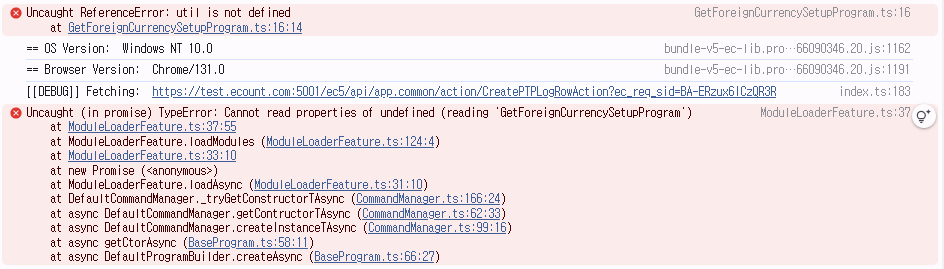 Uncaught ReferenceError: util is not defined GetForeignCurrencySetupProgram.ts:16
at GetForeignCurrencySetupProgram.ts:16:14
== OS Version: Windows NT 10.0 bundle-v5-ec-lib.pro…66090346.20.js:1162
== Browser Version: Chrome/131.0 bundle-v5-ec-lib.pro…66090346.20.js:1191
[[DEBUG]] Fetching: https://test.ecount.com:5001/ec5/api/app.common/action/CreatePTPLogRowAction?ec_req_sid=BA-ERzux6ICzQR3R index.ts:183
Uncaught (in promise) TypeError: Cannot read properties of undefined (reading 'GetForeignCurrencySetupProgram') ModuleLoaderFeature.ts:37
at ModuleLoaderFeature.ts:37:55
at ModuleLoaderFeature.loadModules (ModuleLoaderFeature.ts:124:4)
at ModuleLoaderFeature.ts:33:10
at new Promise (<anonymous>)
at ModuleLoaderFeature.loadAsync (ModuleLoaderFeature.ts:31:10)
at DefaultCommandManager._tryGetConstructorTAsync (CommandManager.ts:166:24)
at async DefaultCommandManager.getContructorTAsync (CommandManager.ts:62:33)
at async DefaultCommandManager.createInstanceTAsync (CommandManager.ts:99:16)
at async getCtorAsync (BaseProgram.ts:58:11)
at async DefaultProgramBuilder.createAsync (BaseProgram.ts:66:27)